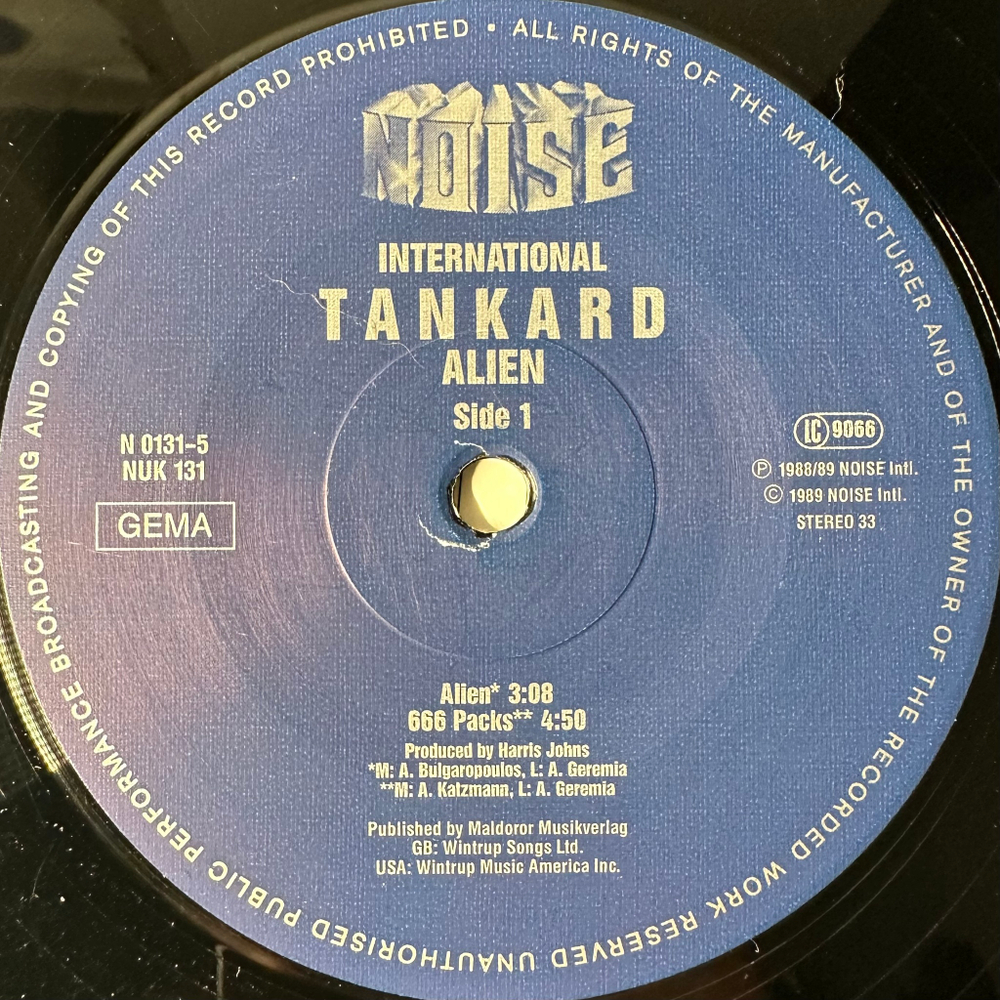 ALL RIGHTS OF THE MANUFACTURER AND OF THE OWNER OF THE RECORDED WORK RESERVED UNAUTHORISED PUBLIC PERFORMANCE BROADCASTING AND COPYING OF THIS RECORD PROHIBITED •
NOISE
INTERNATIONAL
TANKARD
ALIEN
Side 1
N 0131-5
NUK 131
GEMA
LC 9066
Ⓟ 1988/89 NOISE Intl.
© 1989 NOISE Intl.
STEREO 33
Alien* 3:08
666 Packs** 4:50
Produced by Harris Johns
*M: A. Bulgaropoulos, L: A. Geremia
**M: A. Katzmann, L: A. Geremia
Published by Maldoror Musikverlag
GB: Wintrup Songs Ltd.
USA: Wintrup Music America Inc.